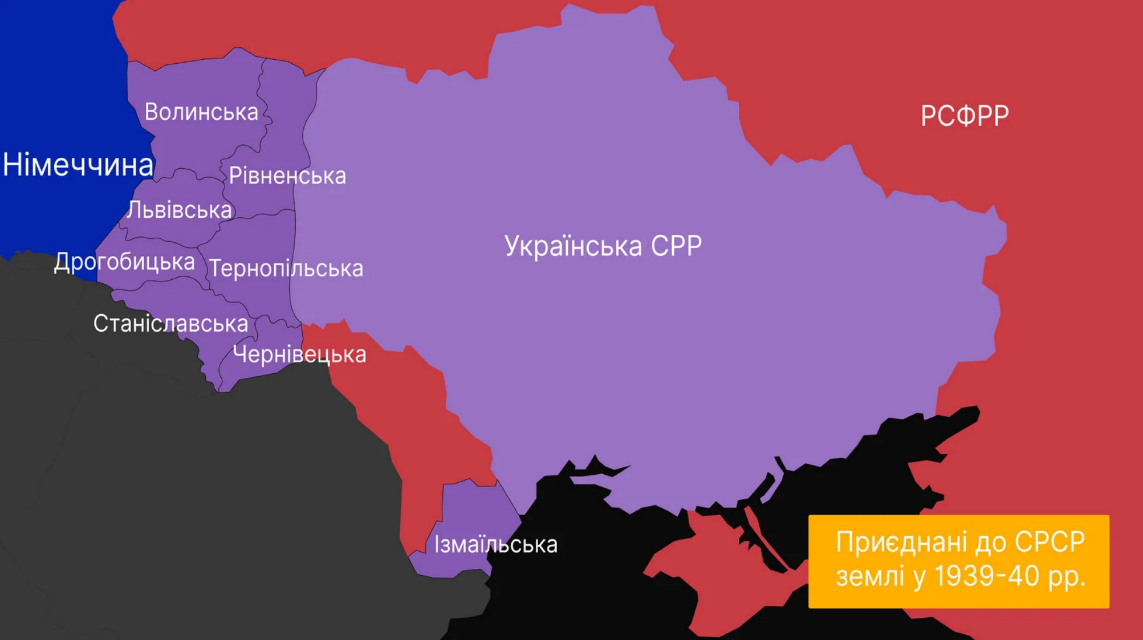 РСФРР
Волинська
Німеччина
Рівненська
Львівська
Українська СРР
Дрогобицька
Тернопільська
Станіславська
Чернівецька
Ізмаїльська
Приєднані до СРСР
землі у 1939-40 рр.